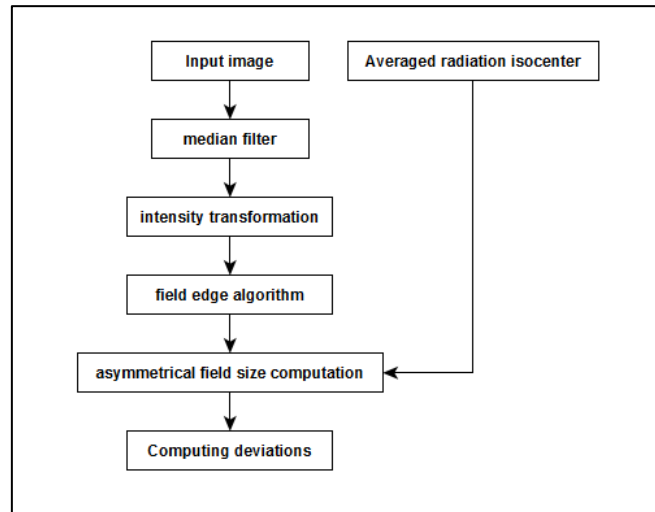 Input image
Averaged radiation isocenter
median filter
intensity transformation
field edge algorithm
asymmetrical field size computation
Computing deviations